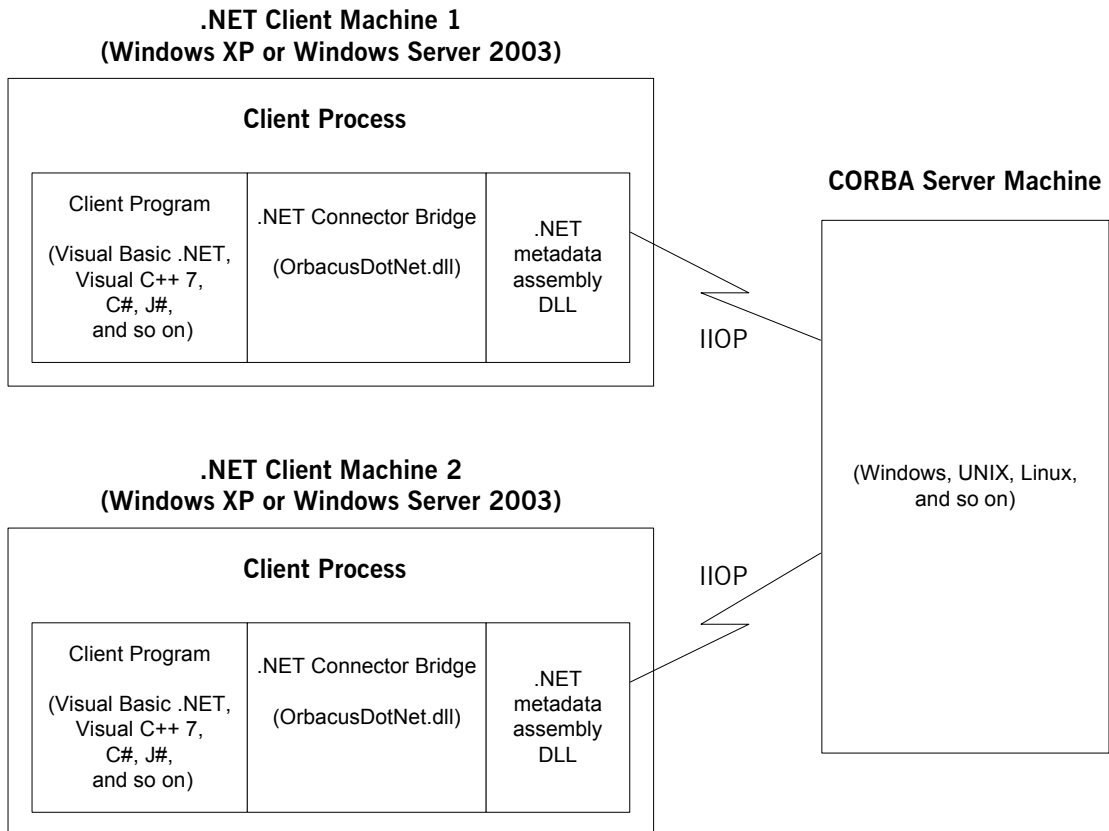 .NET Client Machine 1
(Windows XP or Windows Server 2003)
Client Process
Client Program
(Visual Basic .NET,
Visual C++ 7,
C#, J#,
and so on)
.NET Connector Bridge
(OrbacusDotNet.dll)
.NET
metadata
assembly
DLL
IIOP
CORBA Server Machine
(Windows, UNIX, Linux,
and so on)
.NET Client Machine 2
(Windows XP or Windows Server 2003)
Client Process
Client Program
(Visual Basic .NET,
Visual C++ 7,
C#, J#,
and so on)
.NET Connector Bridge
(OrbacusDotNet.dll)
.NET
metadata
assembly
DLL
IIOP